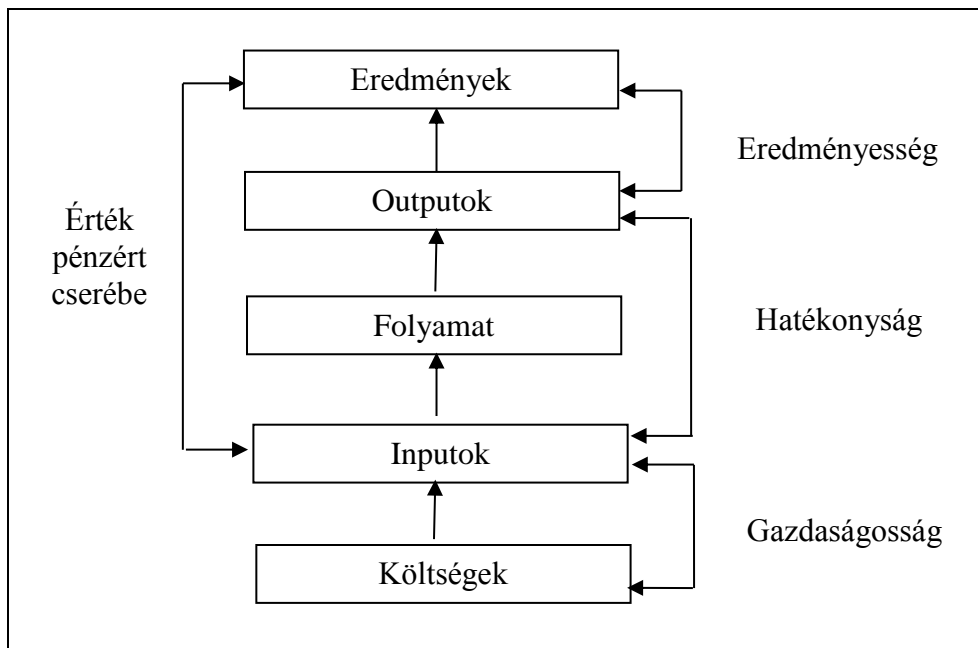 Eredmények
Eredményesség
Outputok
Érték
pénzért
cserébe
Folyamat
Hatékonyság
Inputok
Gazdaságosság
Költségek